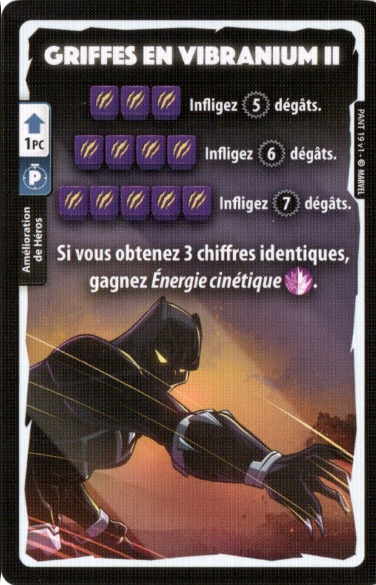 GRIFFES EN VIBRANIUM II
Infligez 5 dégâts.
Infligez 6 dégâts.
Infligez 7 dégâts.
Si vous obtenez 3 chiffres identiques,
gagnez Énergie cinétique.
1PC
P
Amélioration
de Héros
PANT 19 v1 - © MARVEL